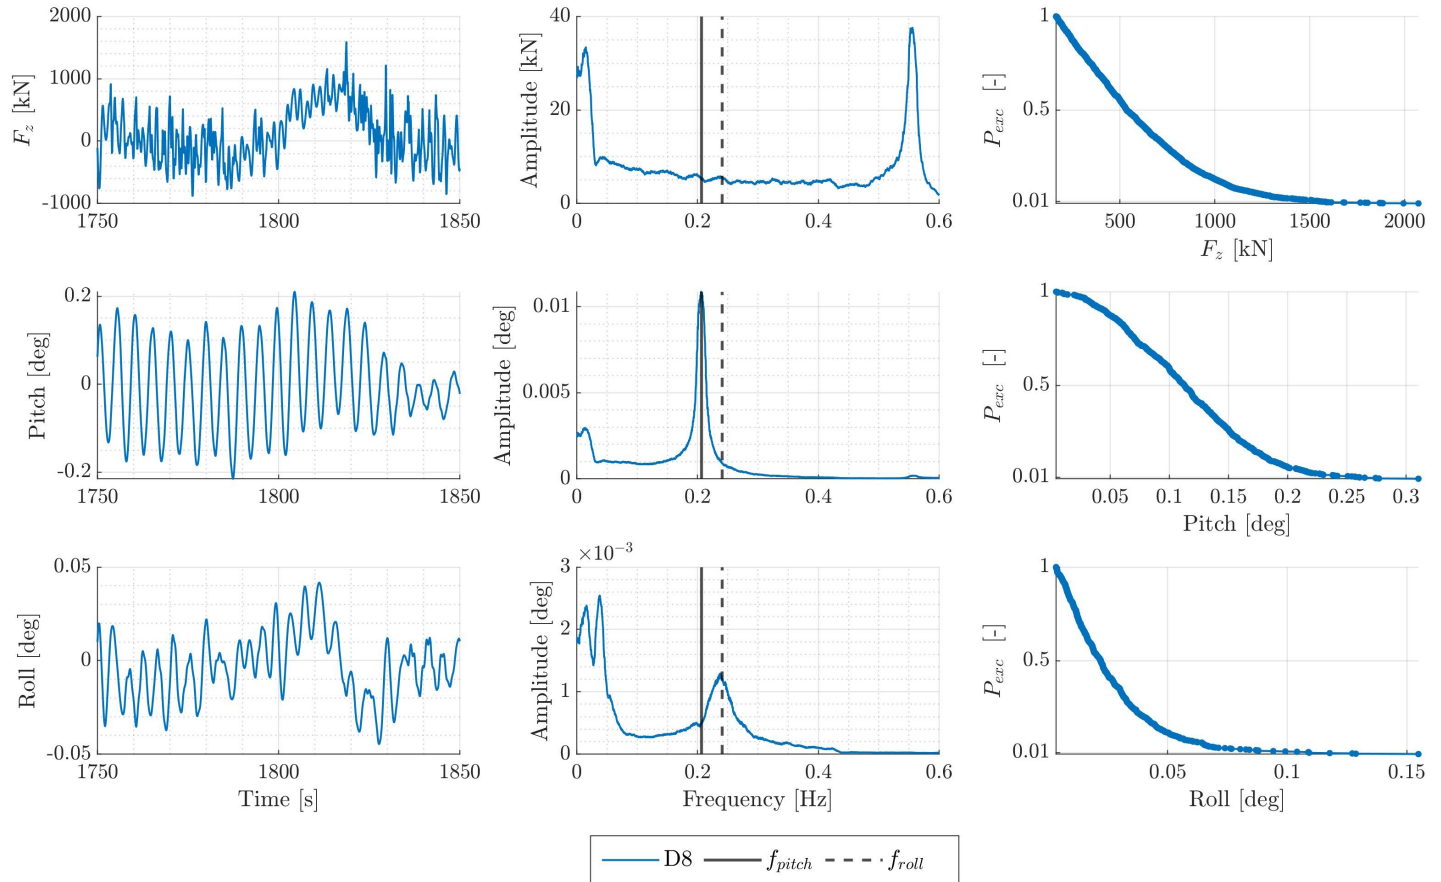 2000
1000
0
-1000
F_z [kN]
1750 1800 1850
40
20
0
Amplitude [kN]
0 0.2 0.4 0.6
1
0.5
0.01
P_exc [-]
500 1000 1500 2000
F_z [kN]
0.2
0
-0.2
Pitch [deg]
1750 1800 1850
0.01
0.005
0
Amplitude [deg]
0 0.2 0.4 0.6
1
0.5
0.01
P_exc [-]
0.05 0.1 0.15 0.2 0.25 0.3
Pitch [deg]
0.05
0
-0.05
Roll [deg]
1750 1800 1850
Time [s]
×10⁻³
3
2
1
0
Amplitude [deg]
0 0.2 0.4 0.6
Frequency [Hz]
1
0.5
0.01
P_exc [-]
0.05 0.1 0.15
Roll [deg]
D8 f_pitch f_roll